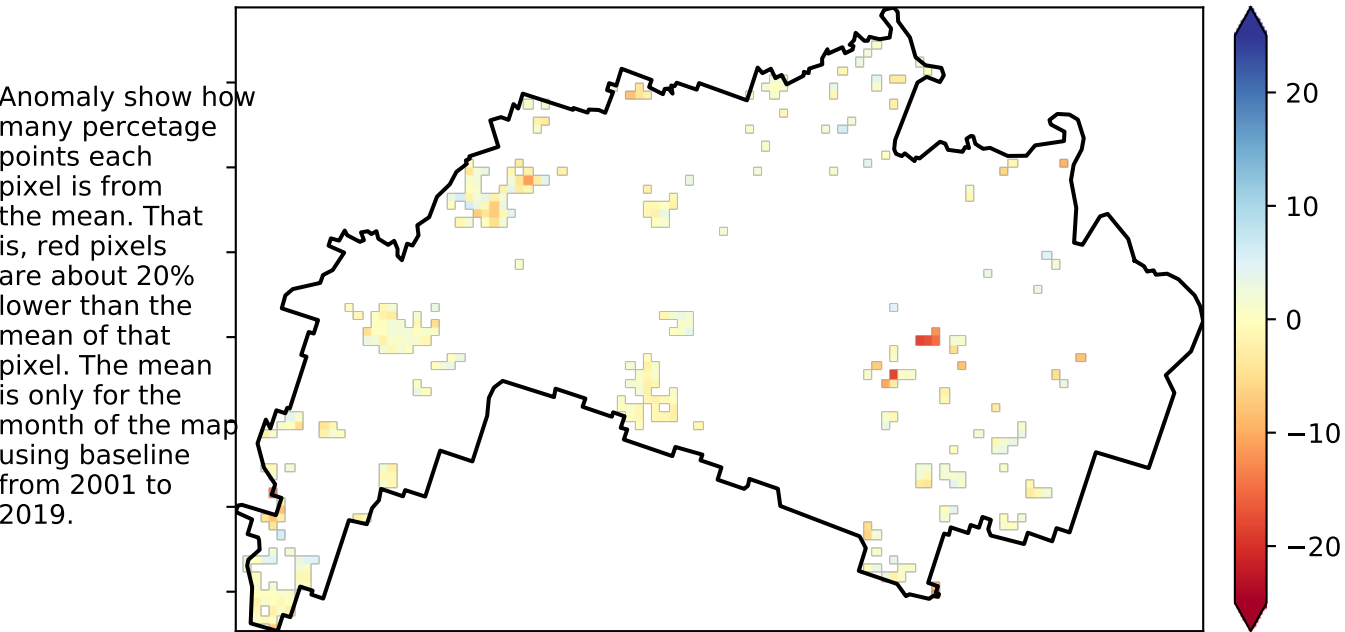 Anomaly show how
many percetage
points each
pixel is from
the mean. That
is, red pixels
are about 20%
lower than the
mean of that
pixel. The mean
is only for the
month of the map
using baseline
from 2001 to
2019.
20
10
0
−10
−20